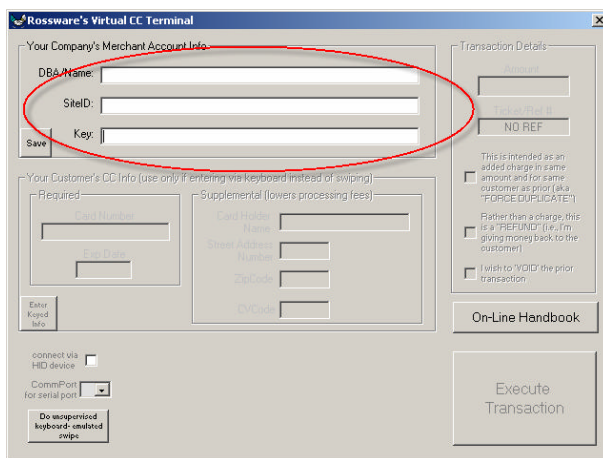 Rossware's Virtual CC Terminal
Your Company's Merchant Account Info
DBA/Name:
SiteID:
Key:
Save
Transaction Details
Amount
Ticket/Ref #
NO REF
This is intended as an
added charge in same
amount and for same
customer as prior (aka
"FORCE DUPLICATE")
Rather than a charge, this
is a "REFUND" (i.e., I'm
giving money back to the
customer)
I wish to 'VOID' the prior
transaction
Your Customer's CC Info (use only if entering via keyboard instead of swiping)
Required
Card Number
Exp Date
Supplemental (lowers processing fees)
Card Holder
Name
Street Address
Number
ZipCode
CVCode
Enter
Keyed
Info
On-Line Handbook
connect via
HID device
CommPort
for serial port
Do unsupervised
keyboard- emulated
swipe
Execute
Transaction